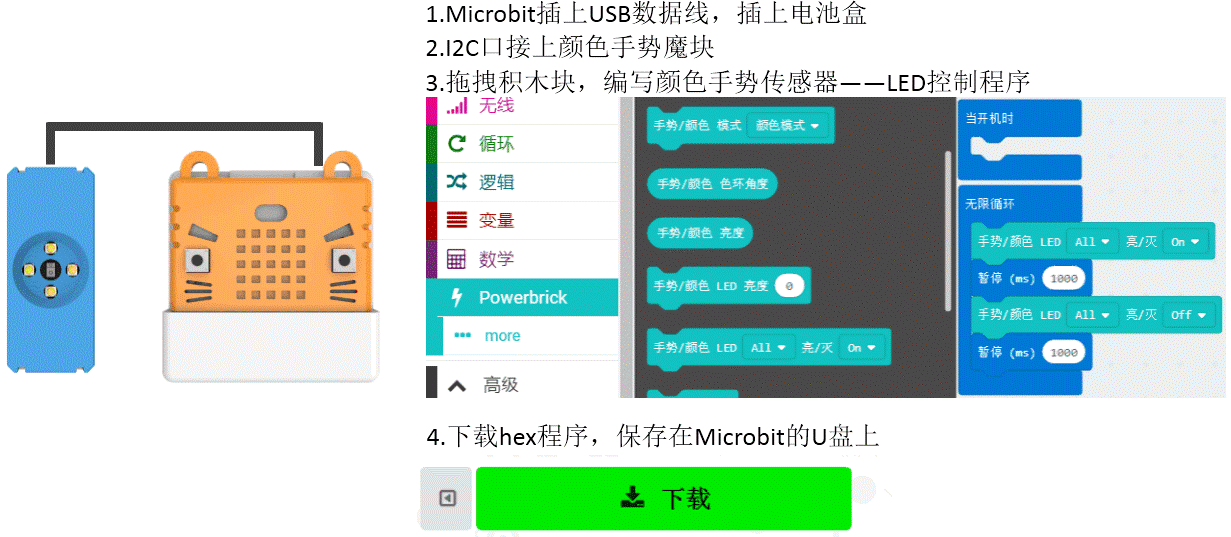 1.Microbit插上USB数据线，插上电池盒
2.I2C口接上颜色手势魔块
3.拖拽积木块，编写颜色手势传感器——LED控制程序
无线
循环
逻辑
变量
数学
Powerbrick
more
高级
手势/颜色 模式 颜色模式
手势/颜色 色环角度
手势/颜色 亮度
手势/颜色 LED 亮度 0
手势/颜色 LED All 亮/灭 On
当开机时
无限循环
手势/颜色 LED All 亮/灭 On
暂停 (ms) 1000
手势/颜色 LED All 亮/灭 Off
暂停 (ms) 1000
4.下载hex程序，保存在Microbit的U盘上
下载